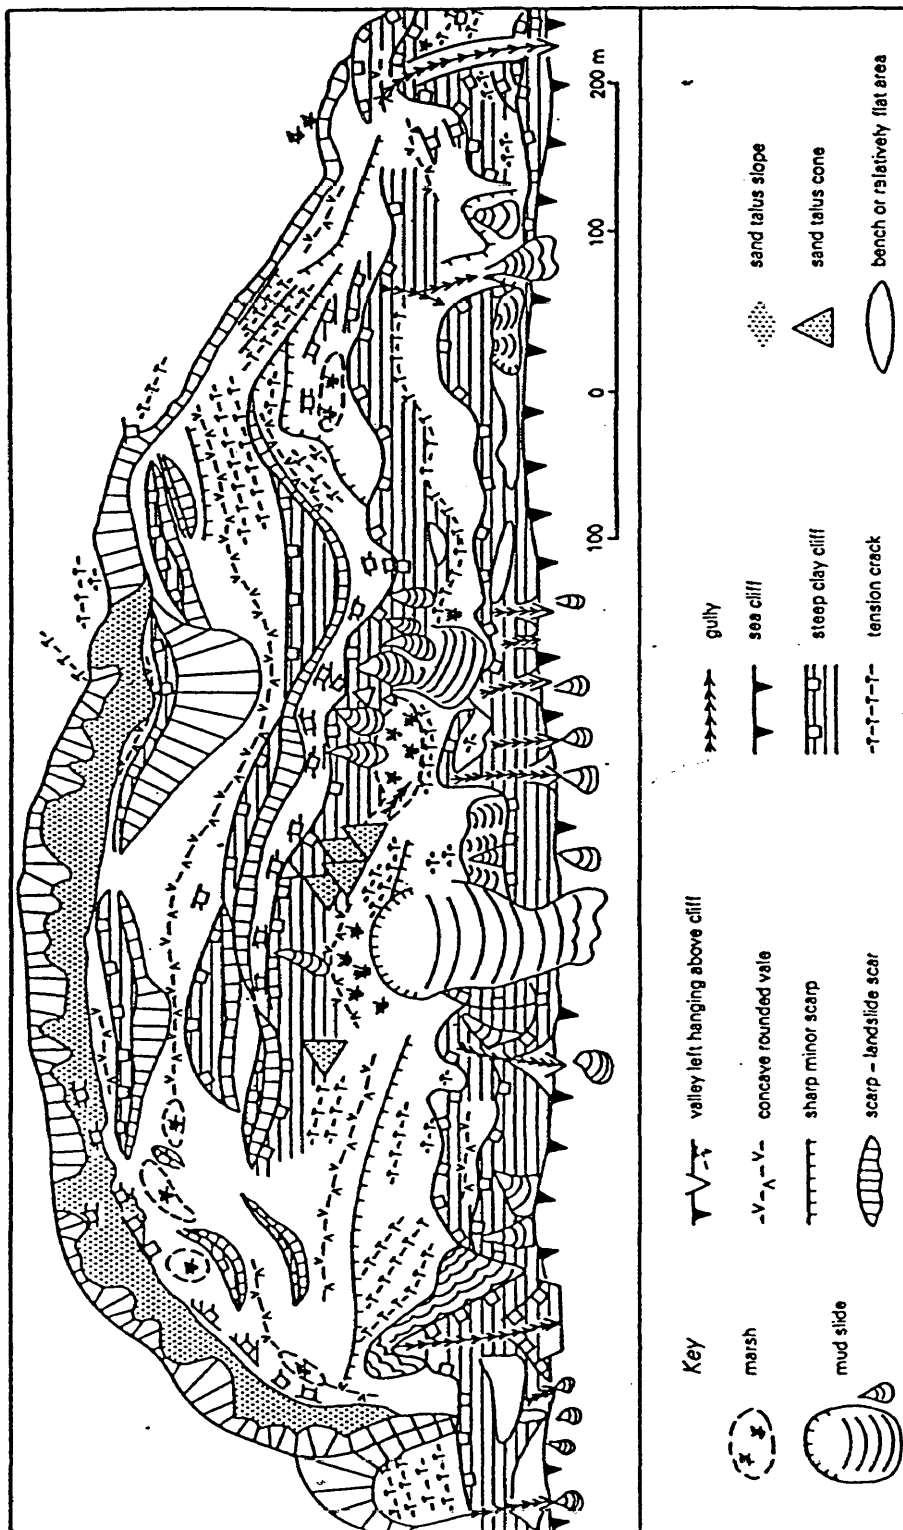 100
0
100
200 m
Key
marsh
mud slide
valley left hanging above cliff
concave rounded vale
sharp minor scarp
scarp – landslide scar
gully
sea cliff
steep clay cliff
tension crack
sand talus slope
sand talus cone
bench or relatively flat area